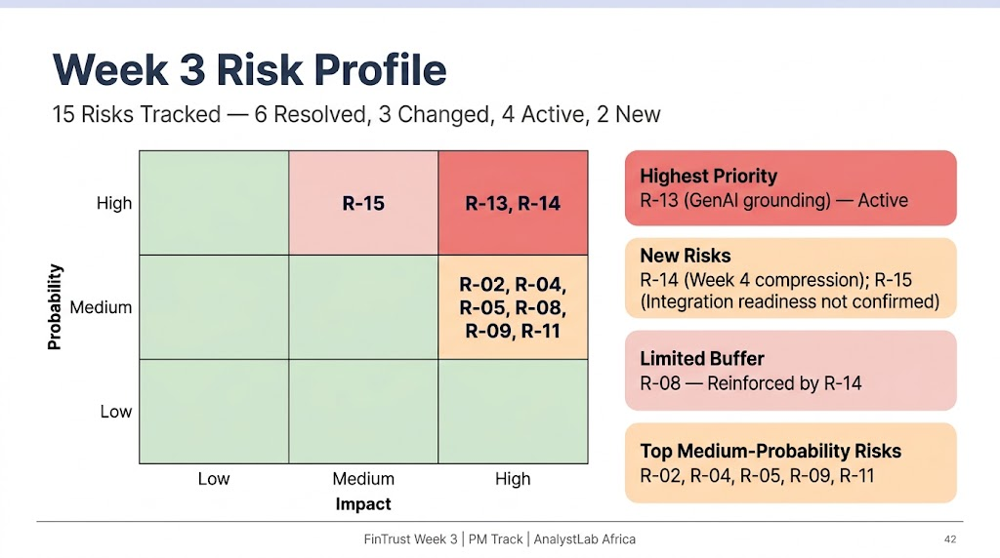 Week 3 Risk Profile
15 Risks Tracked — 6 Resolved, 3 Changed, 4 Active, 2 New
Probability
High
Medium
Low
R-15
R-13, R-14
R-02, R-04,
R-05, R-08,
R-09, R-11
Low
Medium
High
Impact
Highest Priority
R-13 (GenAI grounding) — Active
New Risks
R-14 (Week 4 compression); R-15
(Integration readiness not confirmed)
Limited Buffer
R-08 — Reinforced by R-14
Top Medium-Probability Risks
R-02, R-04, R-05, R-09, R-11
FinTrust Week 3 | PM Track | AnalystLab Africa
42